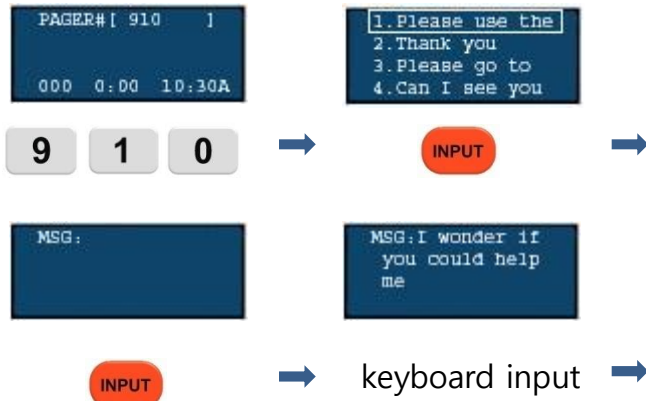 PAGER#[ 910 ]
000 0:00 10:30A
1.Please use the
2.Thank you
3.Please go to
4.Can I see you
9 1 0
INPUT
MSG:
MSG:I wonder if
you could help
me
INPUT
keyboard input